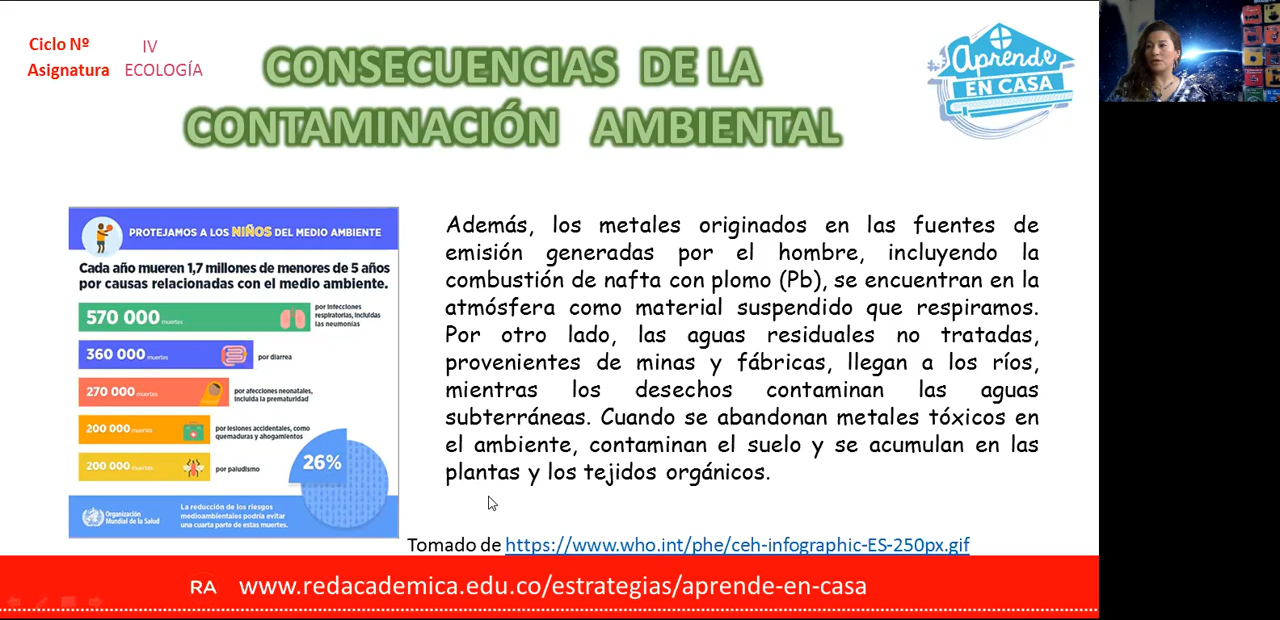 Ciclo Nº IV
Asignatura ECOLOGÍA
CONSECUENCIAS DE LA
CONTAMINACIÓN AMBIENTAL
Aprende
EN CASA
PROTEJAMOS A LOS NIÑOS DEL MEDIO AMBIENTE
Cada año mueren 1,7 millones de menores de 5 años
por causas relacionadas con el medio ambiente.
570 000 muertes
por infecciones
respiratorias, incluidas
las neumonías
360 000 muertes
por diarrea
270 000 muertes
por afecciones neonatales,
incluida la prematuridad
200 000 muertes
por lesiones accidentales, como
quemaduras y ahogamientos
200 000 muertes
por paludismo
26%
Organización
Mundial de la Salud
La reducción de los riesgos
medioambientales podría evitar
una cuarta parte de estas muertes.
Además, los metales originados en las fuentes de
emisión generadas por el hombre, incluyendo la
combustión de nafta con plomo (Pb), se encuentran en la
atmósfera como material suspendido que respiramos.
Por otro lado, las aguas residuales no tratadas,
provenientes de minas y fábricas, llegan a los ríos,
mientras los desechos contaminan las aguas
subterráneas. Cuando se abandonan metales tóxicos en
el ambiente, contaminan el suelo y se acumulan en las
plantas y los tejidos orgánicos.
Tomado de https://www.who.int/phe/ceh-infographic-ES-250px.gif
RA www.redacademica.edu.co/estrategias/aprende-en-casa